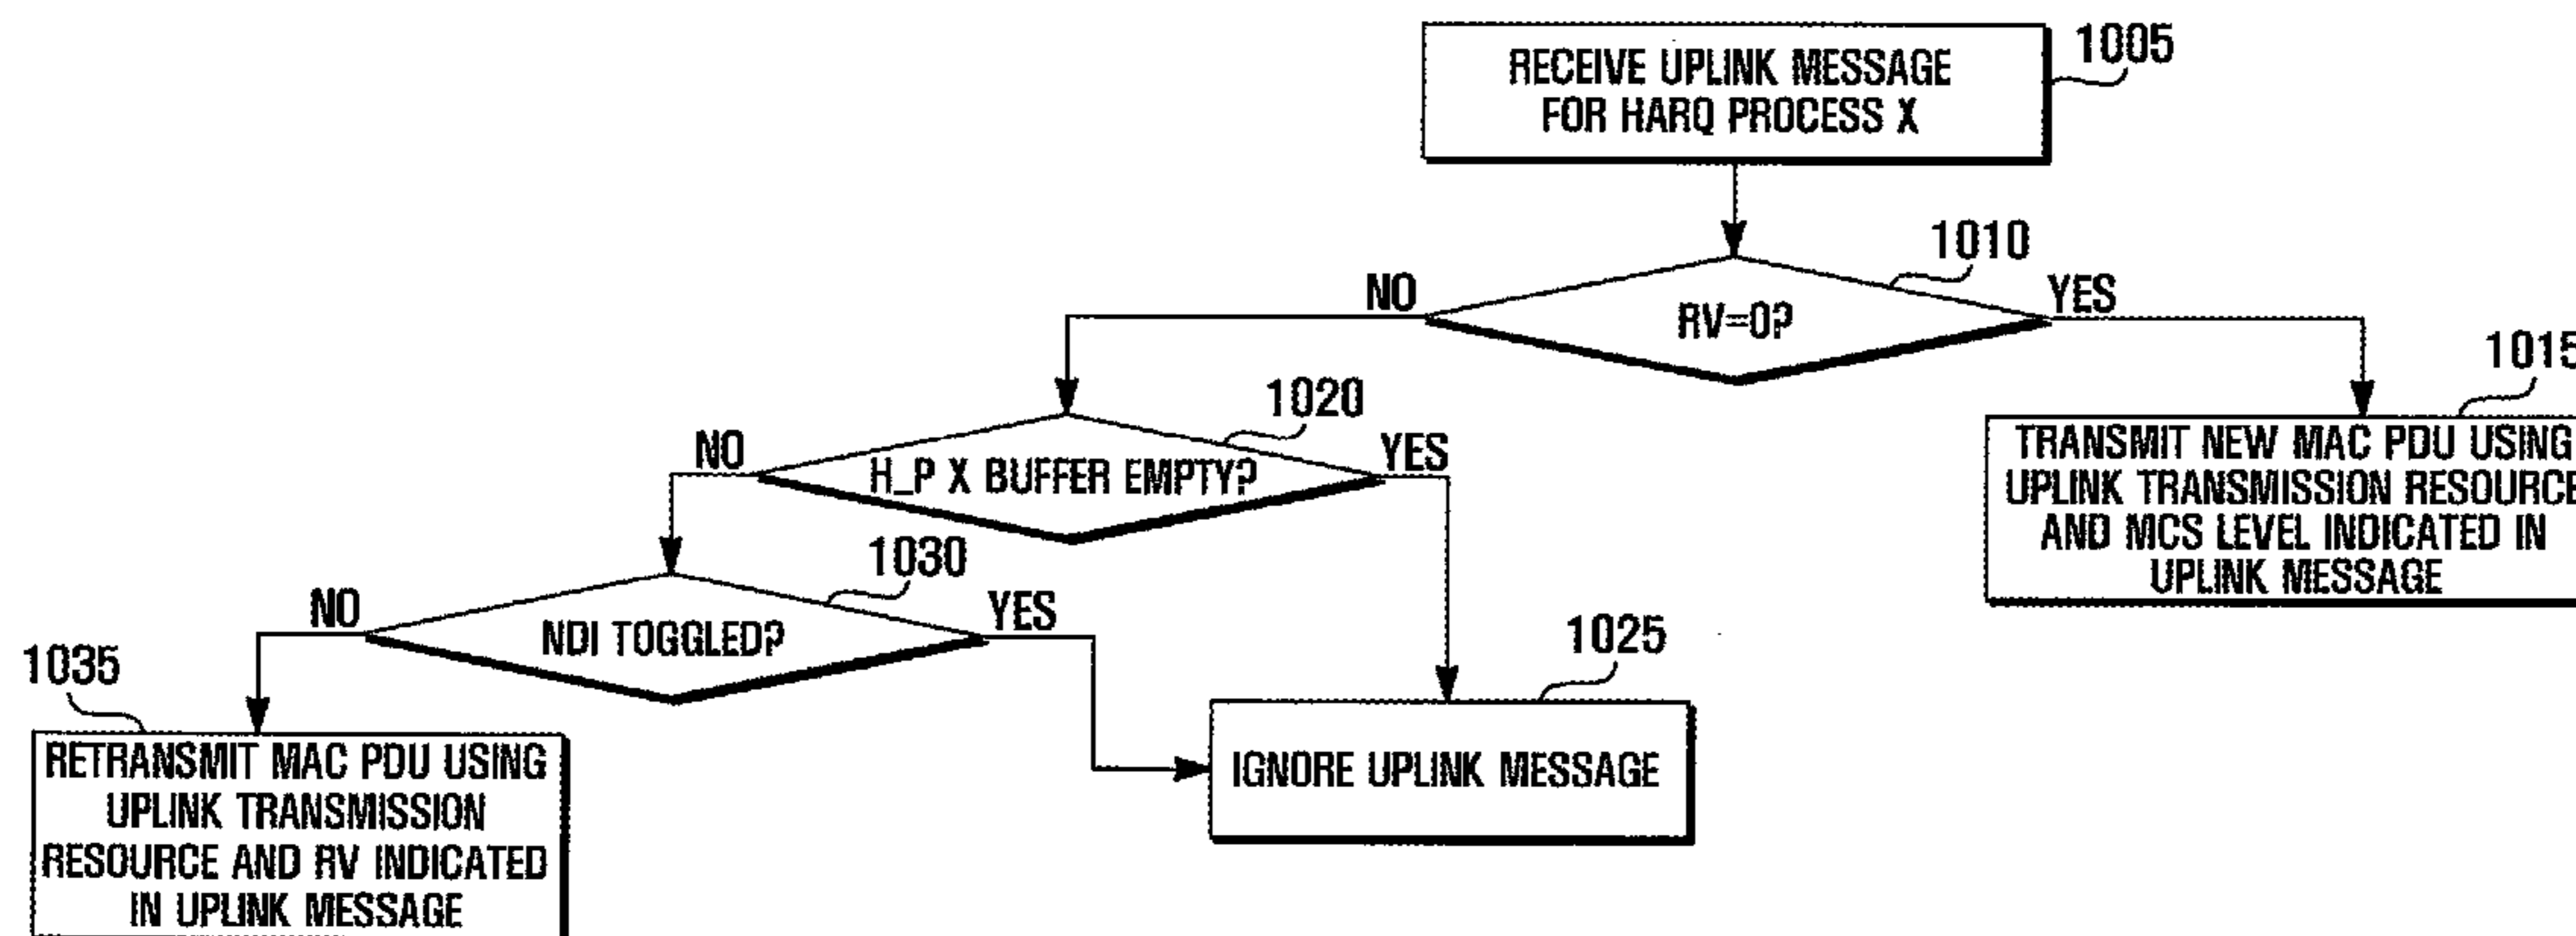 RECEIVE UPLINK MESSAGE
FOR HARQ PROCESS X
1005
1010
NO
RV=0?
YES
1015
TRANSMIT NEW MAC PDU USING
UPLINK TRANSMISSION RESOURCE
AND MCS LEVEL INDICATED IN
UPLINK MESSAGE
1020
NO
H_P X BUFFER EMPTY?
YES
1030
NO
NDI TOGGLED?
YES
1025
IGNORE UPLINK MESSAGE
1035
RETRANSMIT MAC PDU USING
UPLINK TRANSMISSION
RESOURCE AND RV INDICATED
IN UPLINK MESSAGE